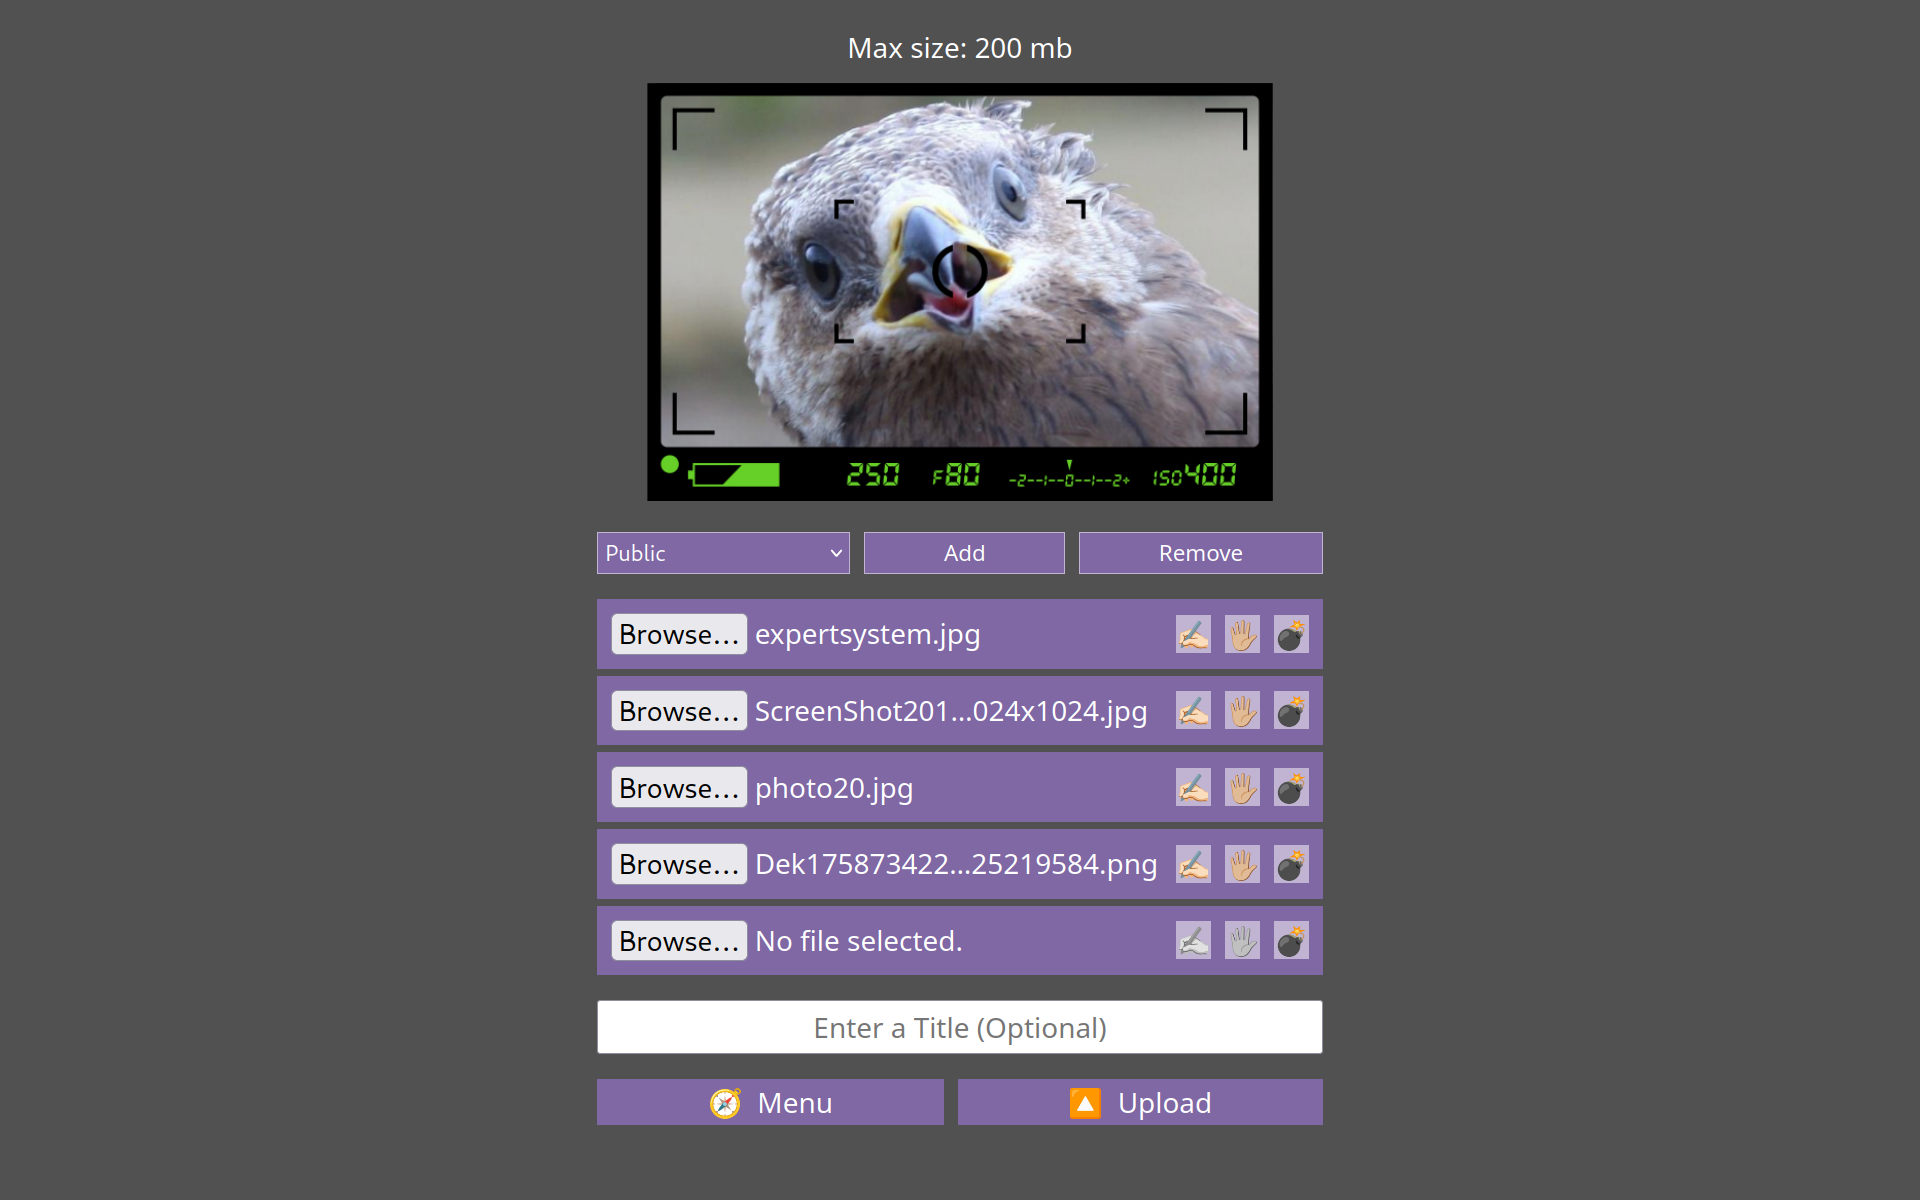 Max size: 200 mb
250 F80 -2--1--0--1--2+ ISO400
Public Add Remove
Browse... expertsystem.jpg
Browse... ScreenShot201...024x1024.jpg
Browse... photo20.jpg
Browse... Dek175873422...25219584.png
Browse... No file selected.
Enter a Title (Optional)
Menu Upload